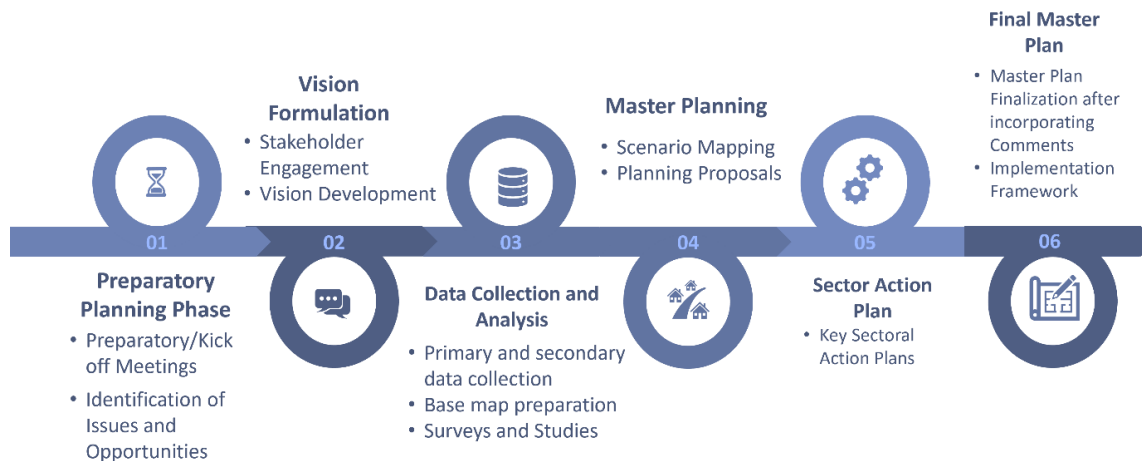 01
Preparatory
Planning Phase
• Preparatory/Kick
off Meetings
• Identification of
Issues and
Opportunities
Vision
Formulation
• Stakeholder
Engagement
• Vision Development
02
03
Data Collection and
Analysis
• Primary and secondary
data collection
• Base map preparation
• Surveys and Studies
Master Planning
• Scenario Mapping
• Planning Proposals
04
05
Sector Action
Plan
• Key Sectoral
Action Plans
Final Master
Plan
• Master Plan
Finalization after
incorporating
Comments
• Implementation
Framework
06